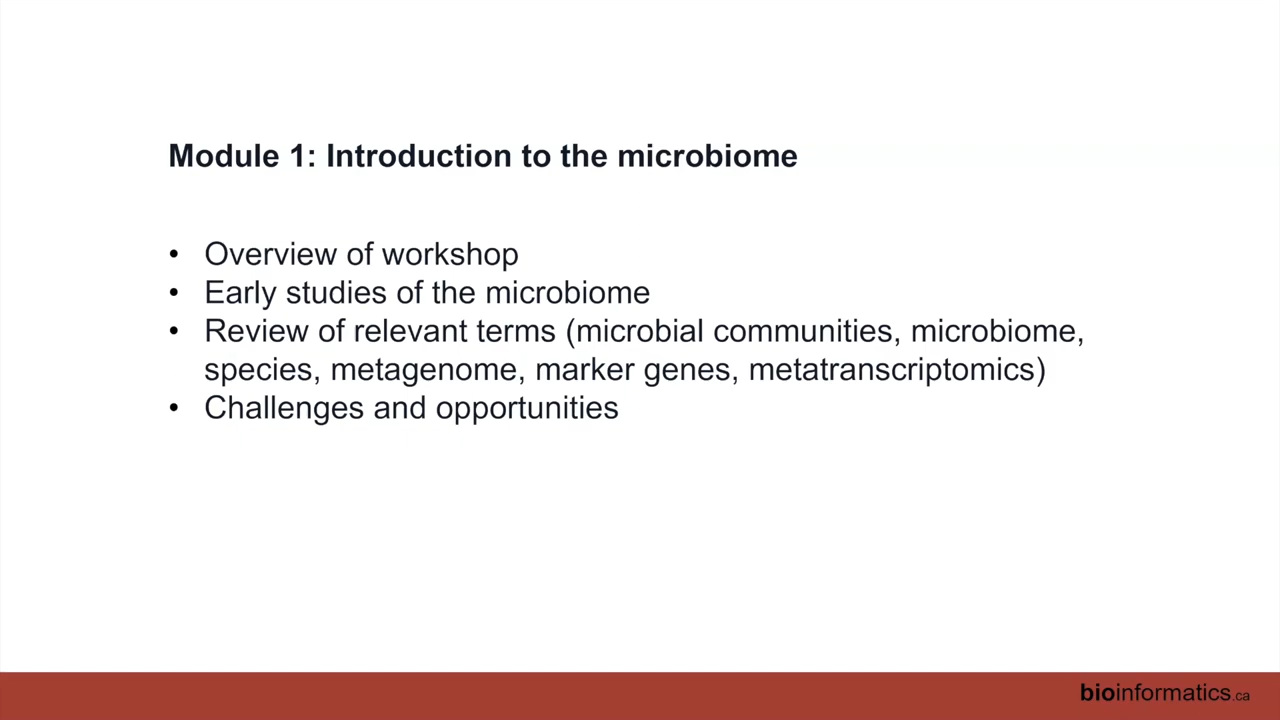 Module 1: Introduction to the microbiome
• Overview of workshop
• Early studies of the microbiome
• Review of relevant terms (microbial communities, microbiome,
species, metagenome, marker genes, metatranscriptomics)
• Challenges and opportunities
bioinformatics.ca